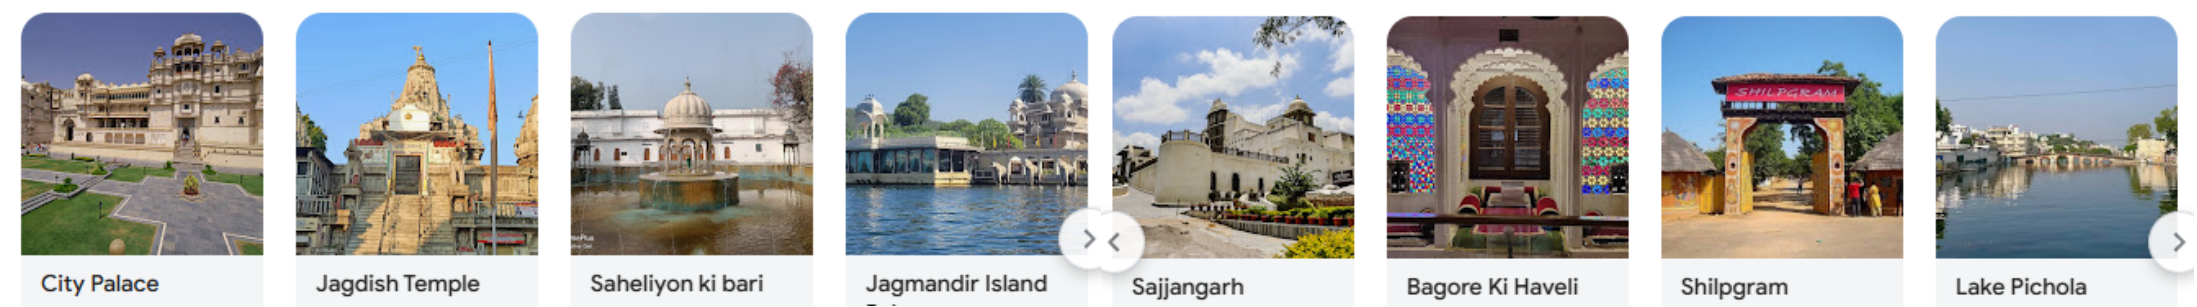 SHILPGRAM
City Palace
Jagdish Temple
Saheliyon ki bari
Jagmandir Island
Sajjangarh
Bagore Ki Haveli
Shilpgram
Lake Pichola